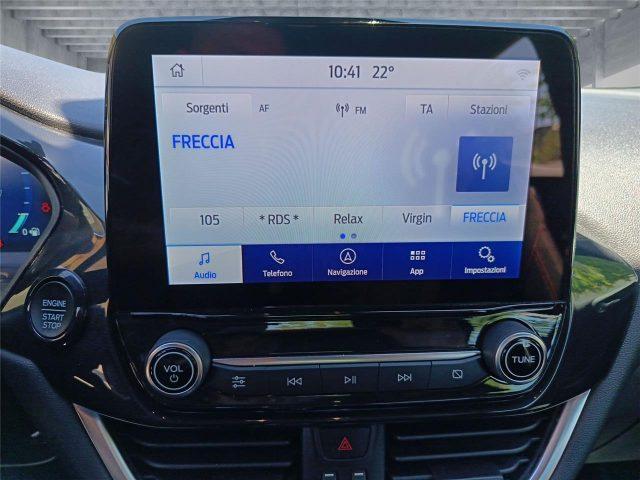 10:41 22°
Sorgenti AF FM TA Stazioni
FRECCIA
105 *RDS* Relax Virgin FRECCIA
Audio Telefono Navigazione App Impostazioni
ENGINE
START
STOP
VOL
TUNE